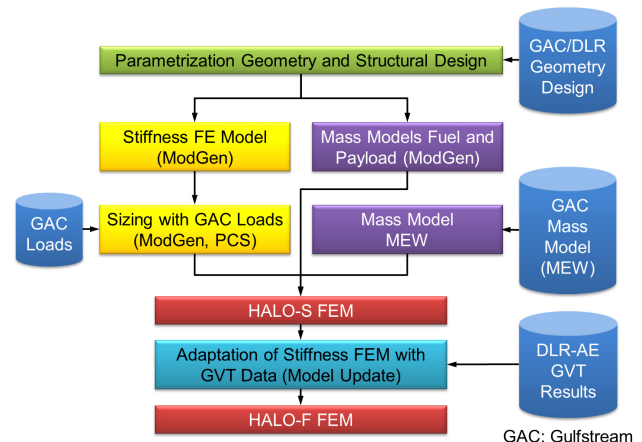 GAC/DLR
Geometry
Design
Parametrization Geometry and Structural Design
Stiffness FE Model
(ModGen)
Mass Models Fuel and
Payload (ModGen)
GAC
Loads
Sizing with GAC Loads
(ModGen, PCS)
Mass Model
MEW
GAC
Mass
Model
(MEW)
HALO-S FEM
Adaptation of Stiffness FEM with
GVT Data (Model Update)
DLR-AE
GVT
Results
HALO-F FEM
GAC: Gulfstream